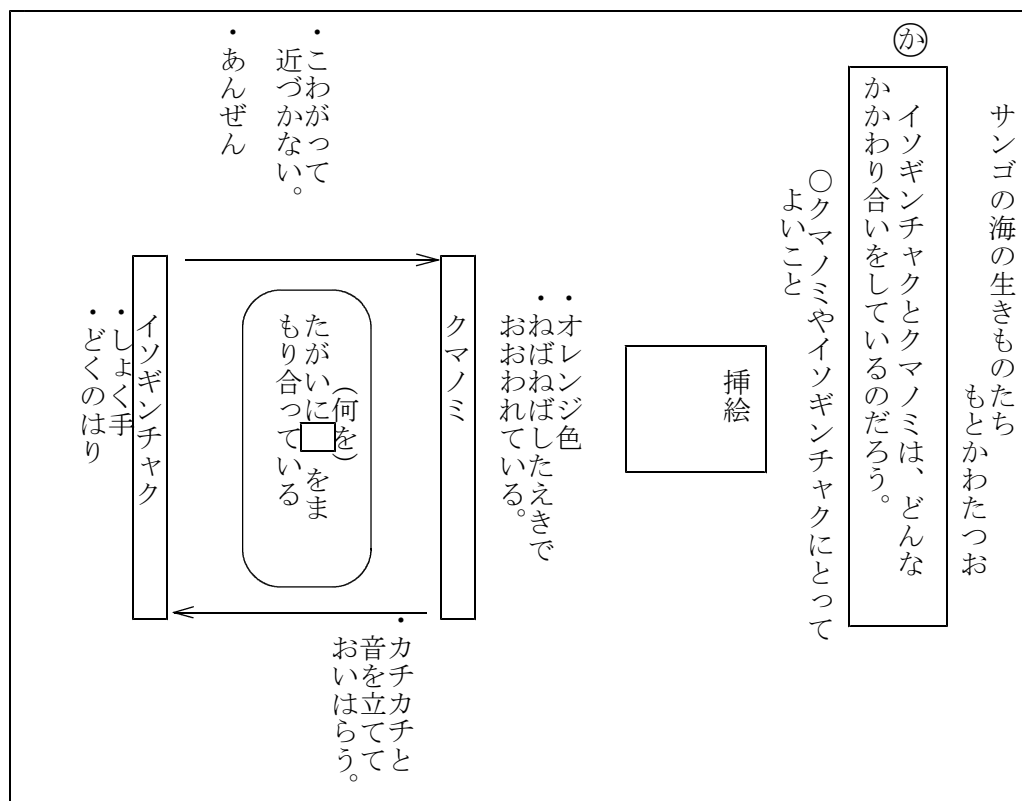 サンゴの海の生きものたち
もとかわたつお
か
イソギンチャクとクマノミは、どんな
かかわり合いをしているのだろう。
○クマノミやイソギンチャクにとって
よいこと
挿絵
・オレンジ色
・ねばねばしたえきで
おおわれている。
クマノミ
・カチカチと
音を立てて
おいはらう。
(何を)
たがいに□をま
もり合っている
・こわがって
近づかない。
・あんぜん
イソギンチャク
・しょく手
・どくのはり